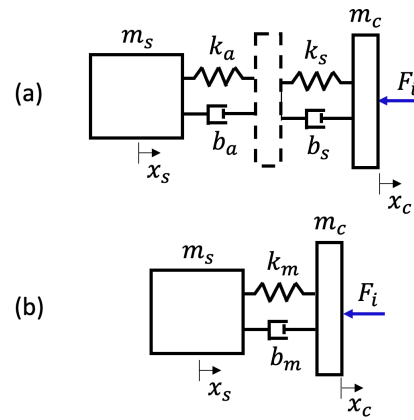 m_c
m_s k_a k_s
(a) F_i
b_a b_s
x_s x_c
m_c
m_s
k_m
(b) F_i
b_m
x_s x_c